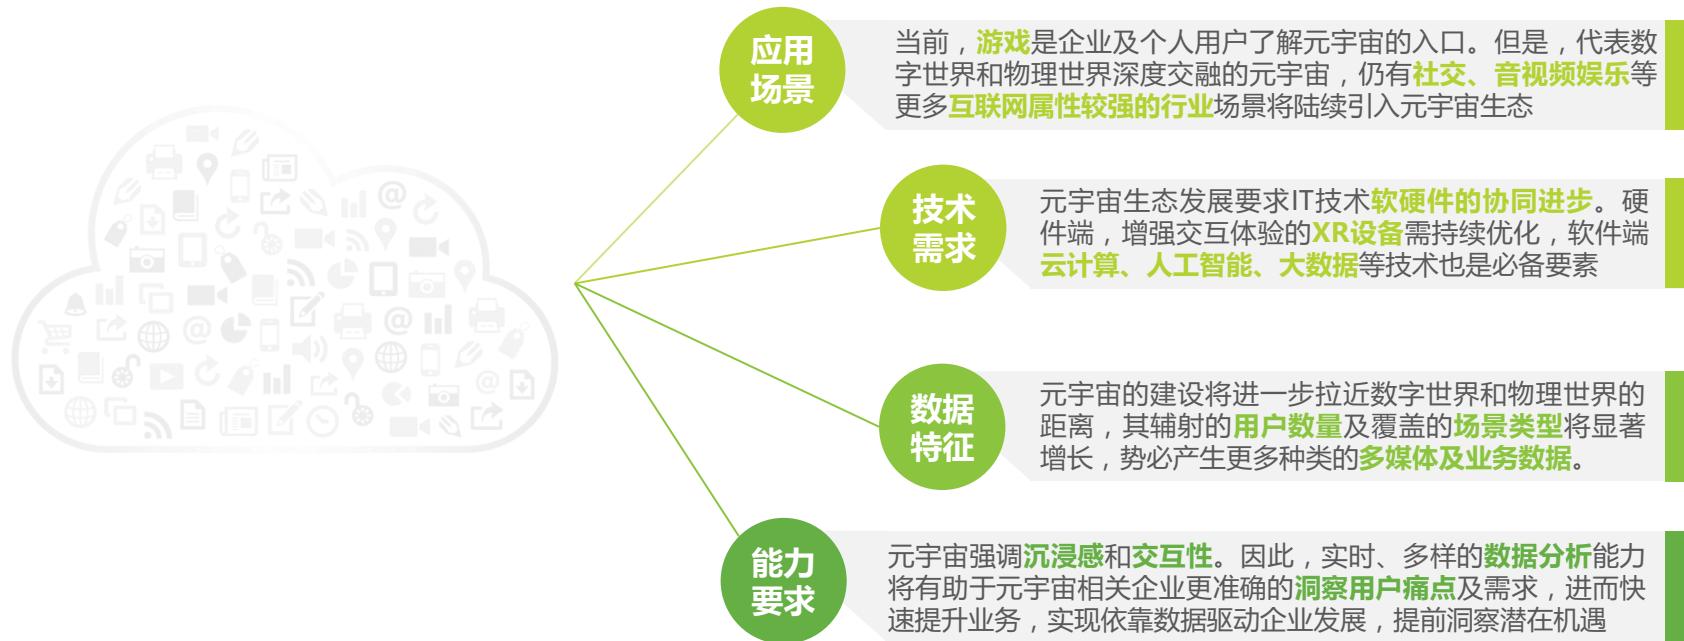 应用
场景
当前，游戏是企业及个人用户了解元宇宙的入口。但是，代表数
字世界和物理世界深度交融的元宇宙，仍有社交、音视频娱乐等
更多互联网属性较强的行业场景将陆续引入元宇宙生态
技术
需求
元宇宙生态发展要求IT技术软硬件的协同进步。硬
件端，增强交互体验的XR设备需持续优化，软件端
云计算、人工智能、大数据等技术也是必备要素
数据
特征
元宇宙的建设将进一步拉近数字世界和物理世界的
距离，其辐射的用户数量及覆盖的场景类型将显著
增长，势必产生更多种类的多媒体及业务数据。
能力
要求
元宇宙强调沉浸感和交互性。因此，实时、多样的数据分析能力
将有助于元宇宙相关企业更准确的洞察用户痛点及需求，进而快
速提升业务，实现依靠数据驱动企业发展，提前洞察潜在机遇